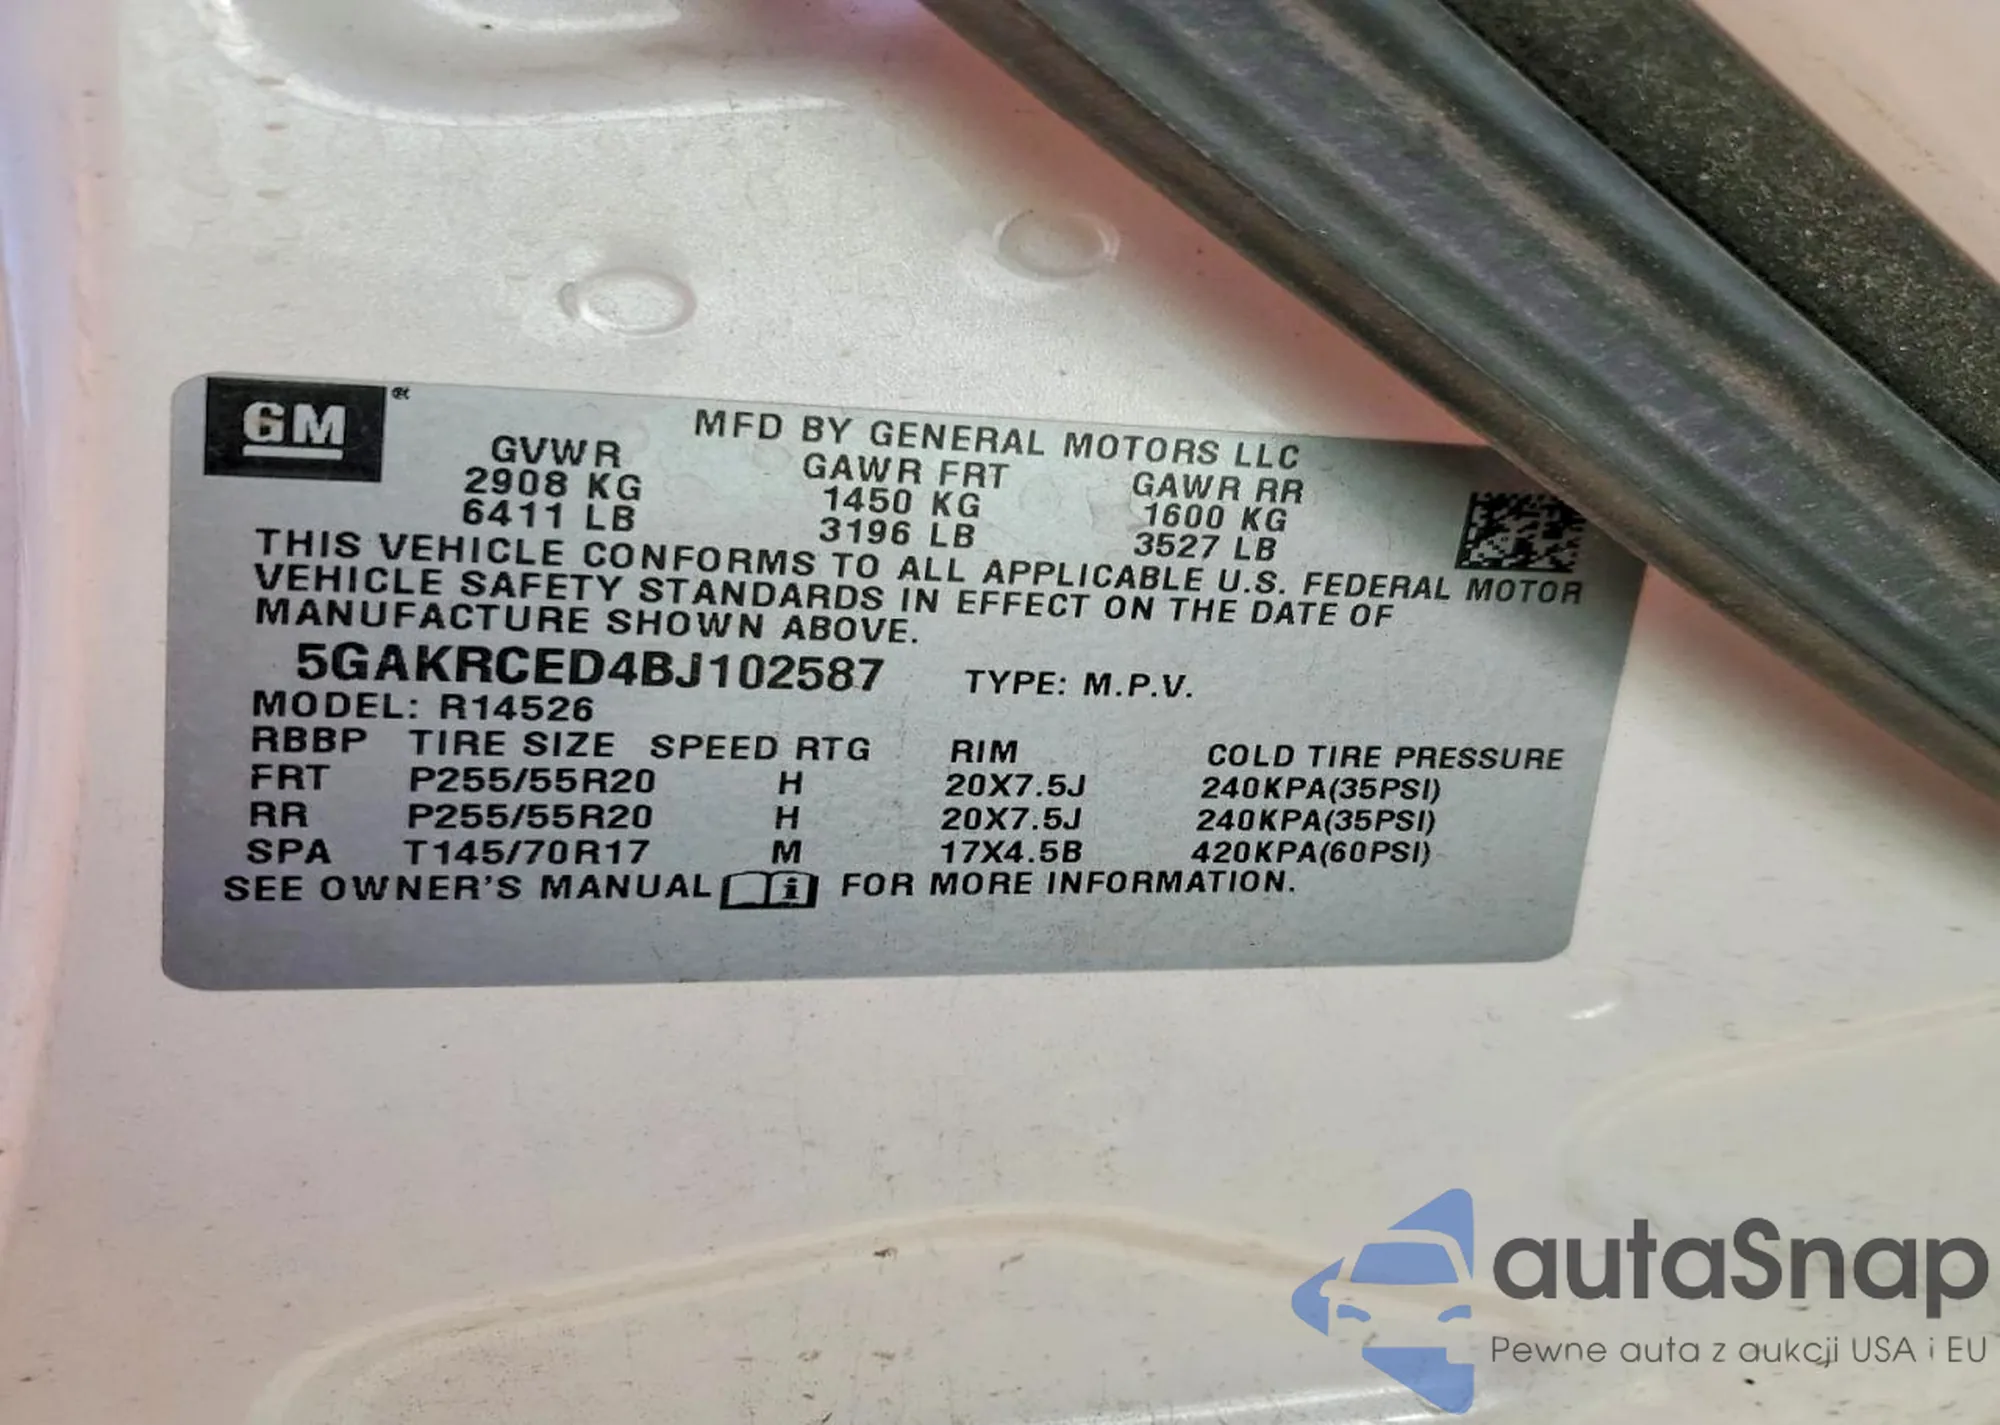 GM
MFD BY GENERAL MOTORS LLC
GVWR GAWR FRT GAWR RR
2908 KG 1450 KG 1600 KG
6411 LB 3196 LB 3527 LB
THIS VEHICLE CONFORMS TO ALL APPLICABLE U.S. FEDERAL MOTOR
VEHICLE SAFETY STANDARDS IN EFFECT ON THE DATE OF
MANUFACTURE SHOWN ABOVE.
5GAKRCED4BJ102587 TYPE: M.P.V.
MODEL: R14526
RBBP TIRE SIZE SPEED RTG RIM COLD TIRE PRESSURE
FRT P255/55R20 H 20X7.5J 240KPA(35PSI)
RR P255/55R20 H 20X7.5J 240KPA(35PSI)
SPA T145/70R17 M 17X4.5B 420KPA(60PSI)
SEE OWNER'S MANUAL i FOR MORE INFORMATION.
autaSnap
Pewne auta z aukcji USA i EU